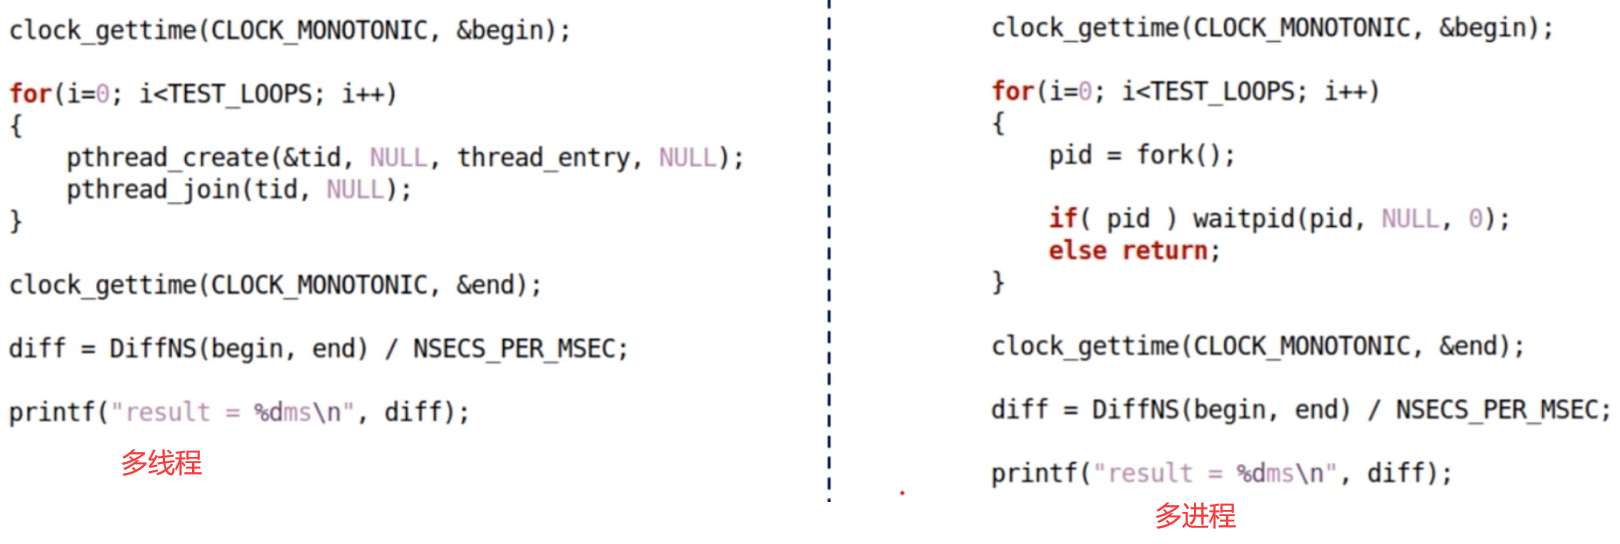 clock_gettime(CLOCK_MONOTONIC, &begin);
for(i=0; i<TEST_LOOPS; i++)
{
    pthread_create(&tid, NULL, thread_entry, NULL);
    pthread_join(tid, NULL);
}
clock_gettime(CLOCK_MONOTONIC, &end);
diff = DiffNS(begin, end) / NSECS_PER_MSEC;
printf("result = %dms\n", diff);
多线程
clock_gettime(CLOCK_MONOTONIC, &begin);
for(i=0; i<TEST_LOOPS; i++)
{
    pid = fork();
    if( pid ) waitpid(pid, NULL, 0);
    else return;
}
clock_gettime(CLOCK_MONOTONIC, &end);
diff = DiffNS(begin, end) / NSECS_PER_MSEC;
printf("result = %dms\n", diff);
多进程